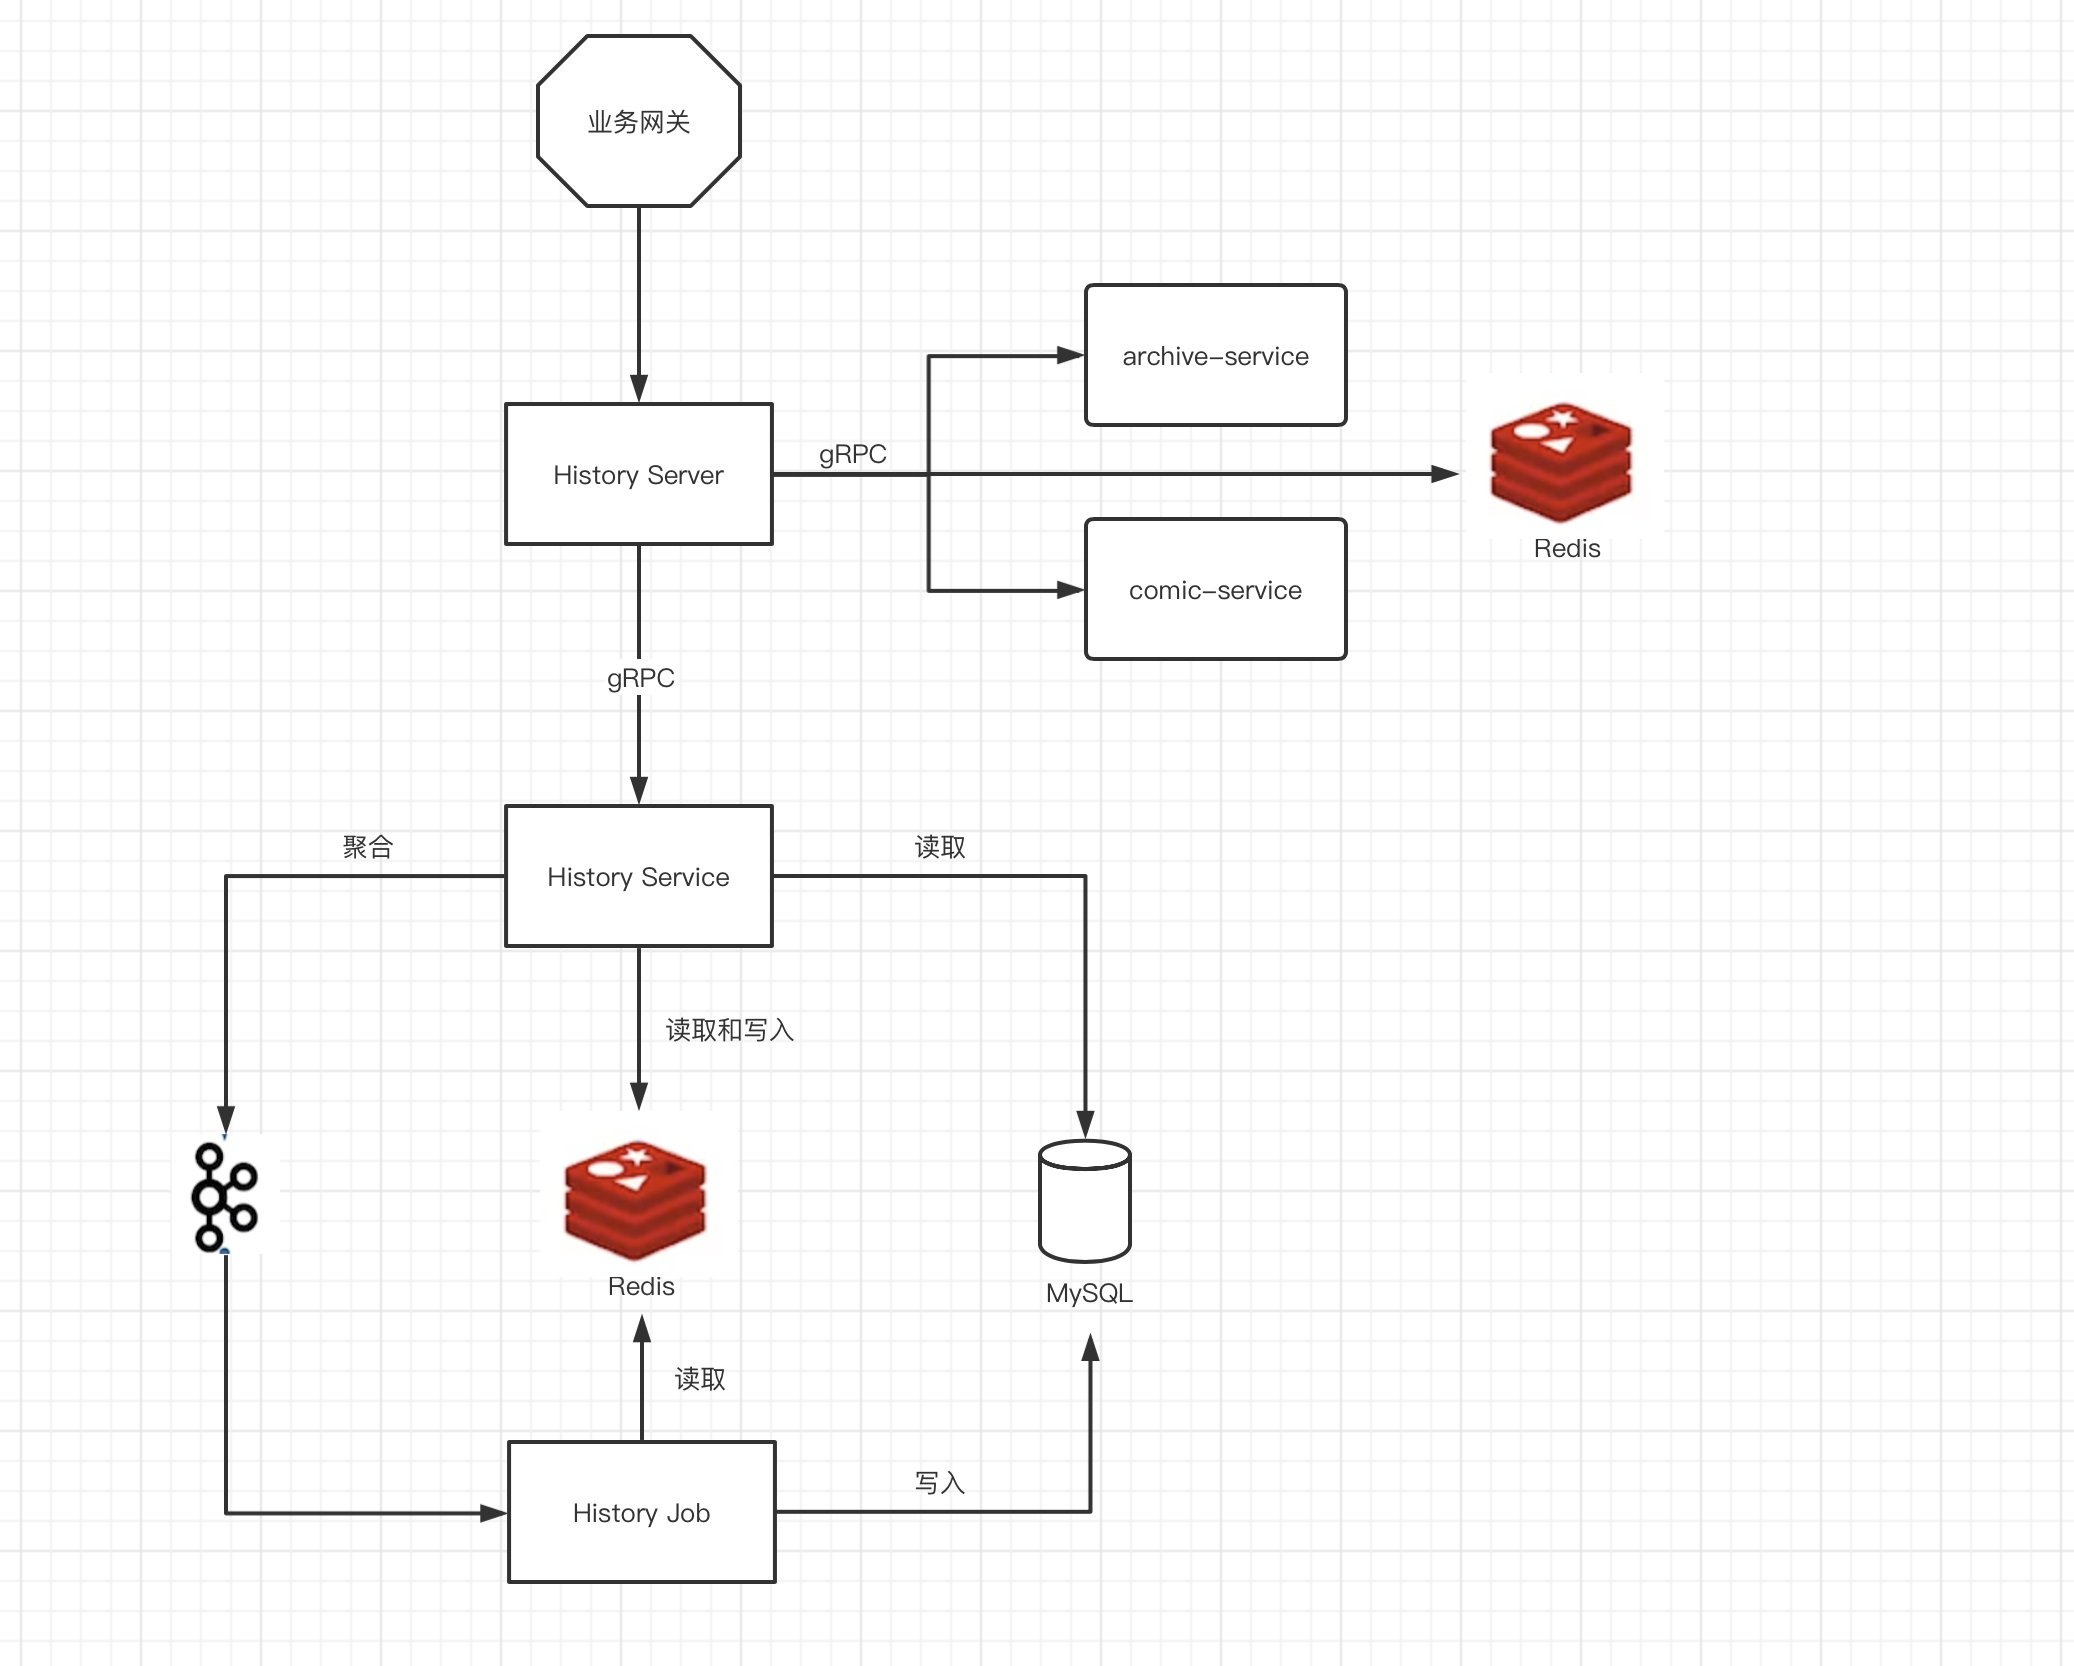 业务网关
archive-service
gRPC
History Server
Redis
comic-service
gRPC
聚合
读取
History Service
读取和写入
Redis
MySQL
读取
写入
History Job